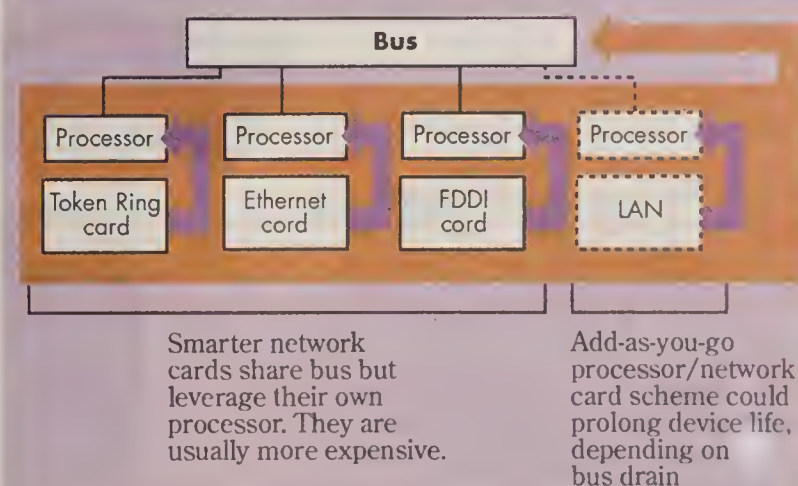 Bus
Processor
Processor
Processor
Processor
Token Ring
card
Ethernet
cord
FDDI
cord
LAN
Smarter network
cards share bus but
leverage their own
processor. They are
usually more expensive.
Add-as-you-go
processor/network
card scheme could
prolong device life,
depending on
bus drain